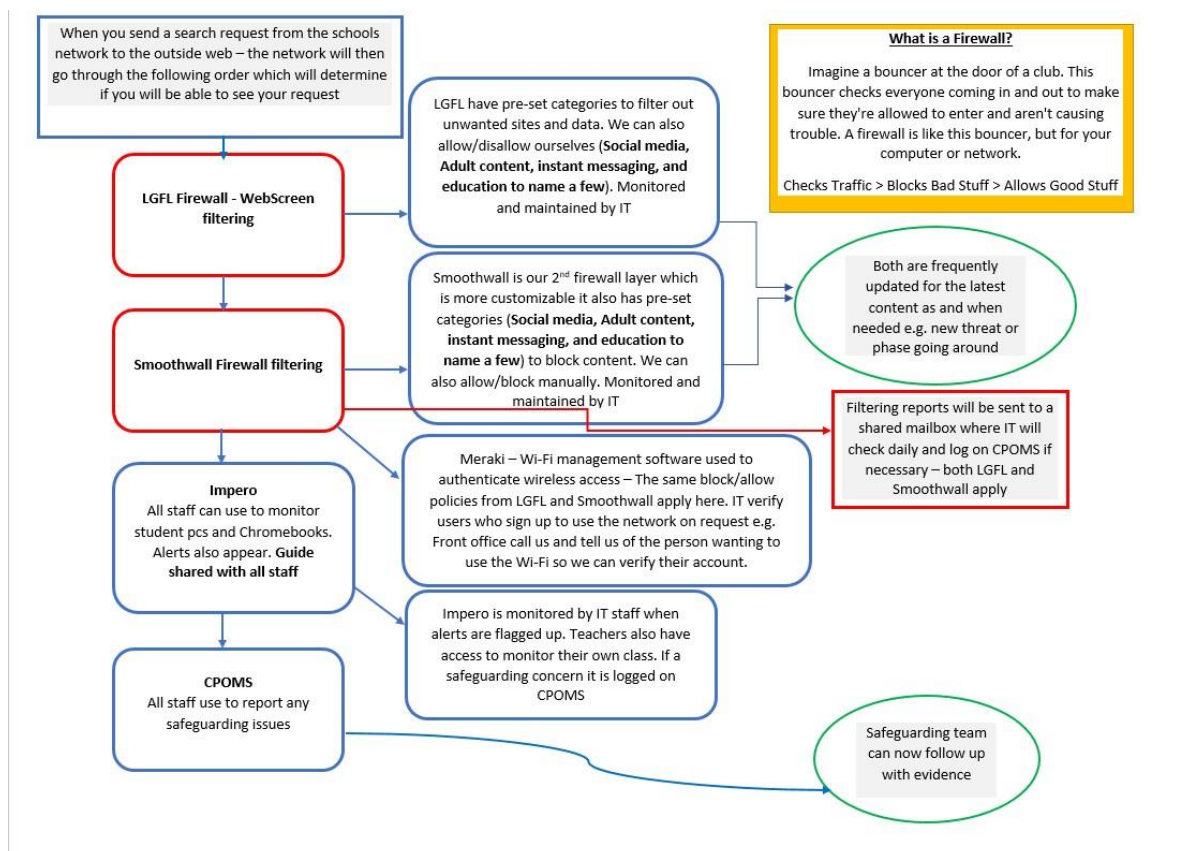 When you send a search request from the schools
network to the outside web – the network will then
go through the following order which will determine
if you will be able to see your request
What is a Firewall?
Imagine a bouncer at the door of a club. This
bouncer checks everyone coming in and out to make
sure they're allowed to enter and aren't causing
trouble. A firewall is like this bouncer, but for your
computer or network.
Checks Traffic > Blocks Bad Stuff > Allows Good Stuff
LGFL Firewall - WebScreen
filtering
LGFL have pre-set categories to filter out
unwanted sites and data. We can also
allow/disallow ourselves (Social media,
Adult content, instant messaging, and
education to name a few). Monitored
and maintained by IT
Smoothwall Firewall filtering
Smoothwall is our 2nd firewall layer which
is more customizable it also has pre-set
categories (Social media, Adult content,
instant messaging, and education to
name a few) to block content. We can
also allow/block manually. Monitored and
maintained by IT
Both are frequently
updated for the latest
content as and when
needed e.g. new threat or
phase going around
Filtering reports will be sent to a
shared mailbox where IT will
check daily and log on CPOMS if
necessary – both LGFL and
Smoothwall apply
Meraki – Wi-Fi management software used to
authenticate wireless access – The same block/allow
policies from LGFL and Smoothwall apply here. IT verify
users who sign up to use the network on request e.g.
Front office call us and tell us of the person wanting to
use the Wi-Fi so we can verify their account.
Impero
All staff can use to monitor
student pcs and Chromebooks.
Alerts also appear. Guide
shared with all staff
Impero is monitored by IT staff when
alerts are flagged up. Teachers also have
access to monitor their own class. If a
safeguarding concern it is logged on
CPOMS
CPOMS
All staff use to report any
safeguarding issues
Safeguarding team
can now follow up
with evidence